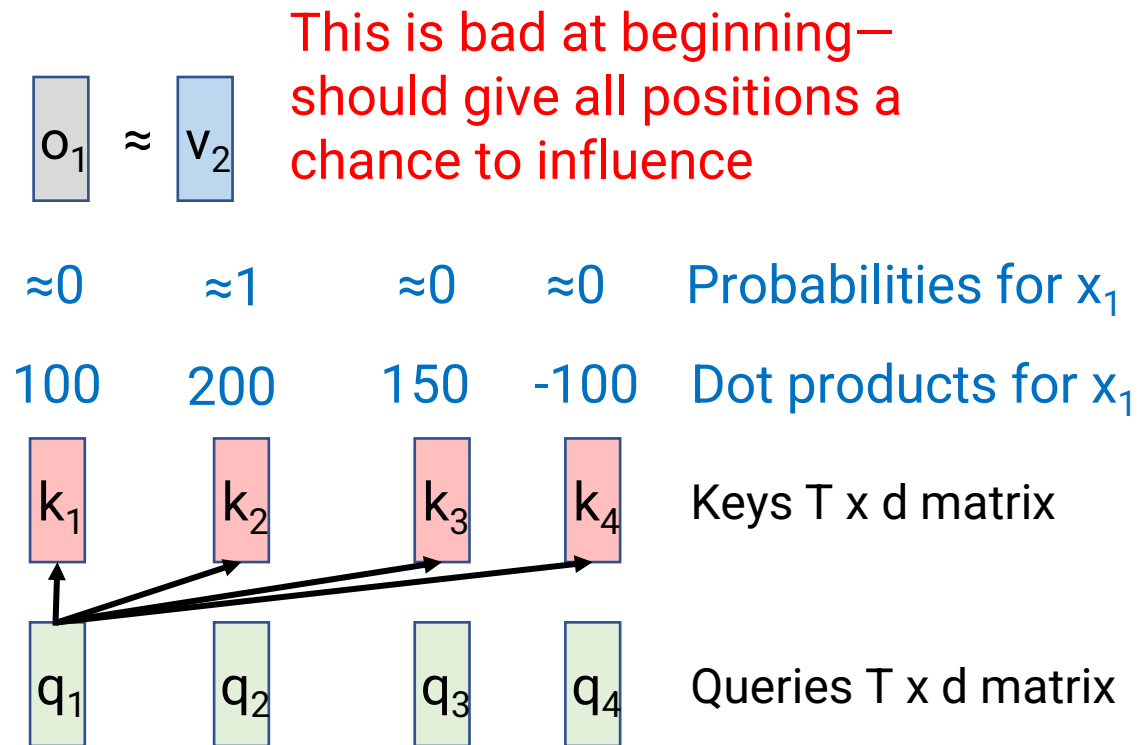 This is bad at beginning—
should give all positions a
chance to influence
o₁ ≈ v₂
≈0 ≈1 ≈0 ≈0 Probabilities for x₁
100 200 150 -100 Dot products for x₁
k₁ k₂ k₃ k₄ Keys T x d matrix
q₁ q₂ q₃ q₄ Queries T x d matrix